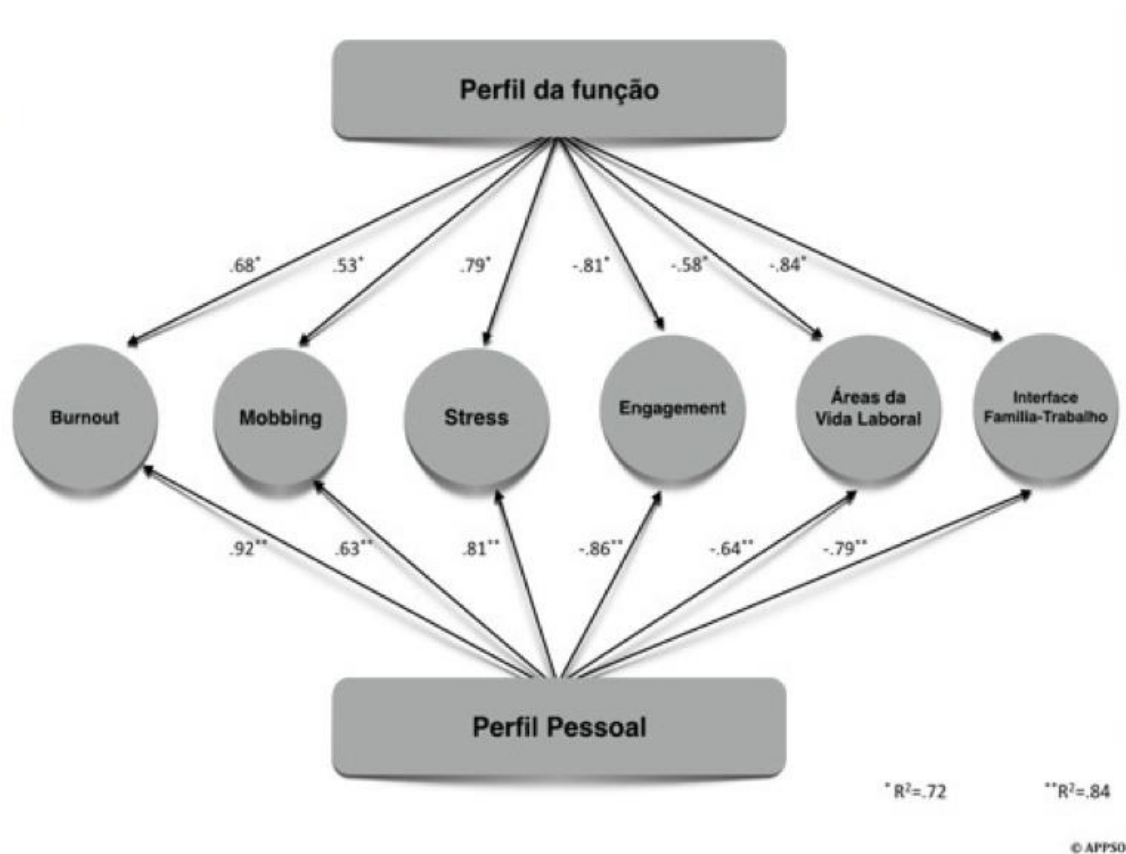 Perfil da função
.68*
.53*
.79*
-.81*
-.58*
-.84*
Burnout
Mobbing
Stress
Engagement
Áreas da
Vida Laboral
Interface
Familia-Trabalho
.92**
.63**
.81**
-.86**
-.64**
-.79**
Perfil Pessoal
*R²=.72
**R²=.84
© APPSO